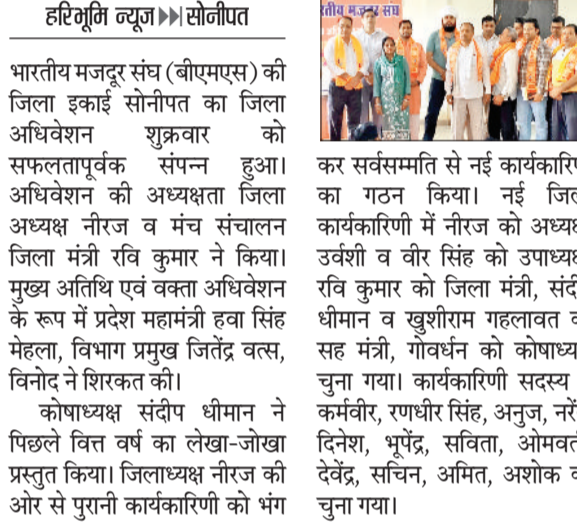 हरिभूमि न्यूज ▶▶| सोनीपत
भारतीय मजदूर संघ (बीएमएस) की
जिला इकाई सोनीपत का जिला
अधिवेशन शुक्रवार को
सफलतापूर्वक संपन्न हुआ।
अधिवेशन की अध्यक्षता जिला
अध्यक्ष नीरज व मंच संचालन
जिला मंत्री रवि कुमार ने किया।
मुख्य अतिथि एवं वक्ता अधिवेशन
के रूप में प्रदेश महामंत्री हवा सिंह
मेहला, विभाग प्रमुख जितेंद्र वत्स,
विनोद ने शिरकत की।
कोषाध्यक्ष संदीप धीमान ने
पिछले वित्त वर्ष का लेखा-जोखा
प्रस्तुत किया। जिलाध्यक्ष नीरज की
ओर से पुरानी कार्यकारिणी को भंग
मजदूर संघ
कर सर्वसम्मति से नई
का गठन किया। नई
कार्यकारिणी में नीरज को
उर्वशी व वीर सिंह को
रवि कुमार को जिला मंत्री,
धीमान व खुशीराम गहलावत
सह मंत्री, गोवर्धन को
चुना गया। कार्यकारिणी सदस्य
कर्मवीर, रणधीर सिंह, अनुज,
दिनेश, भूपेंद्र, सविता,
देवेंद्र, सचिन, अमित, अशोक
चुना गया।